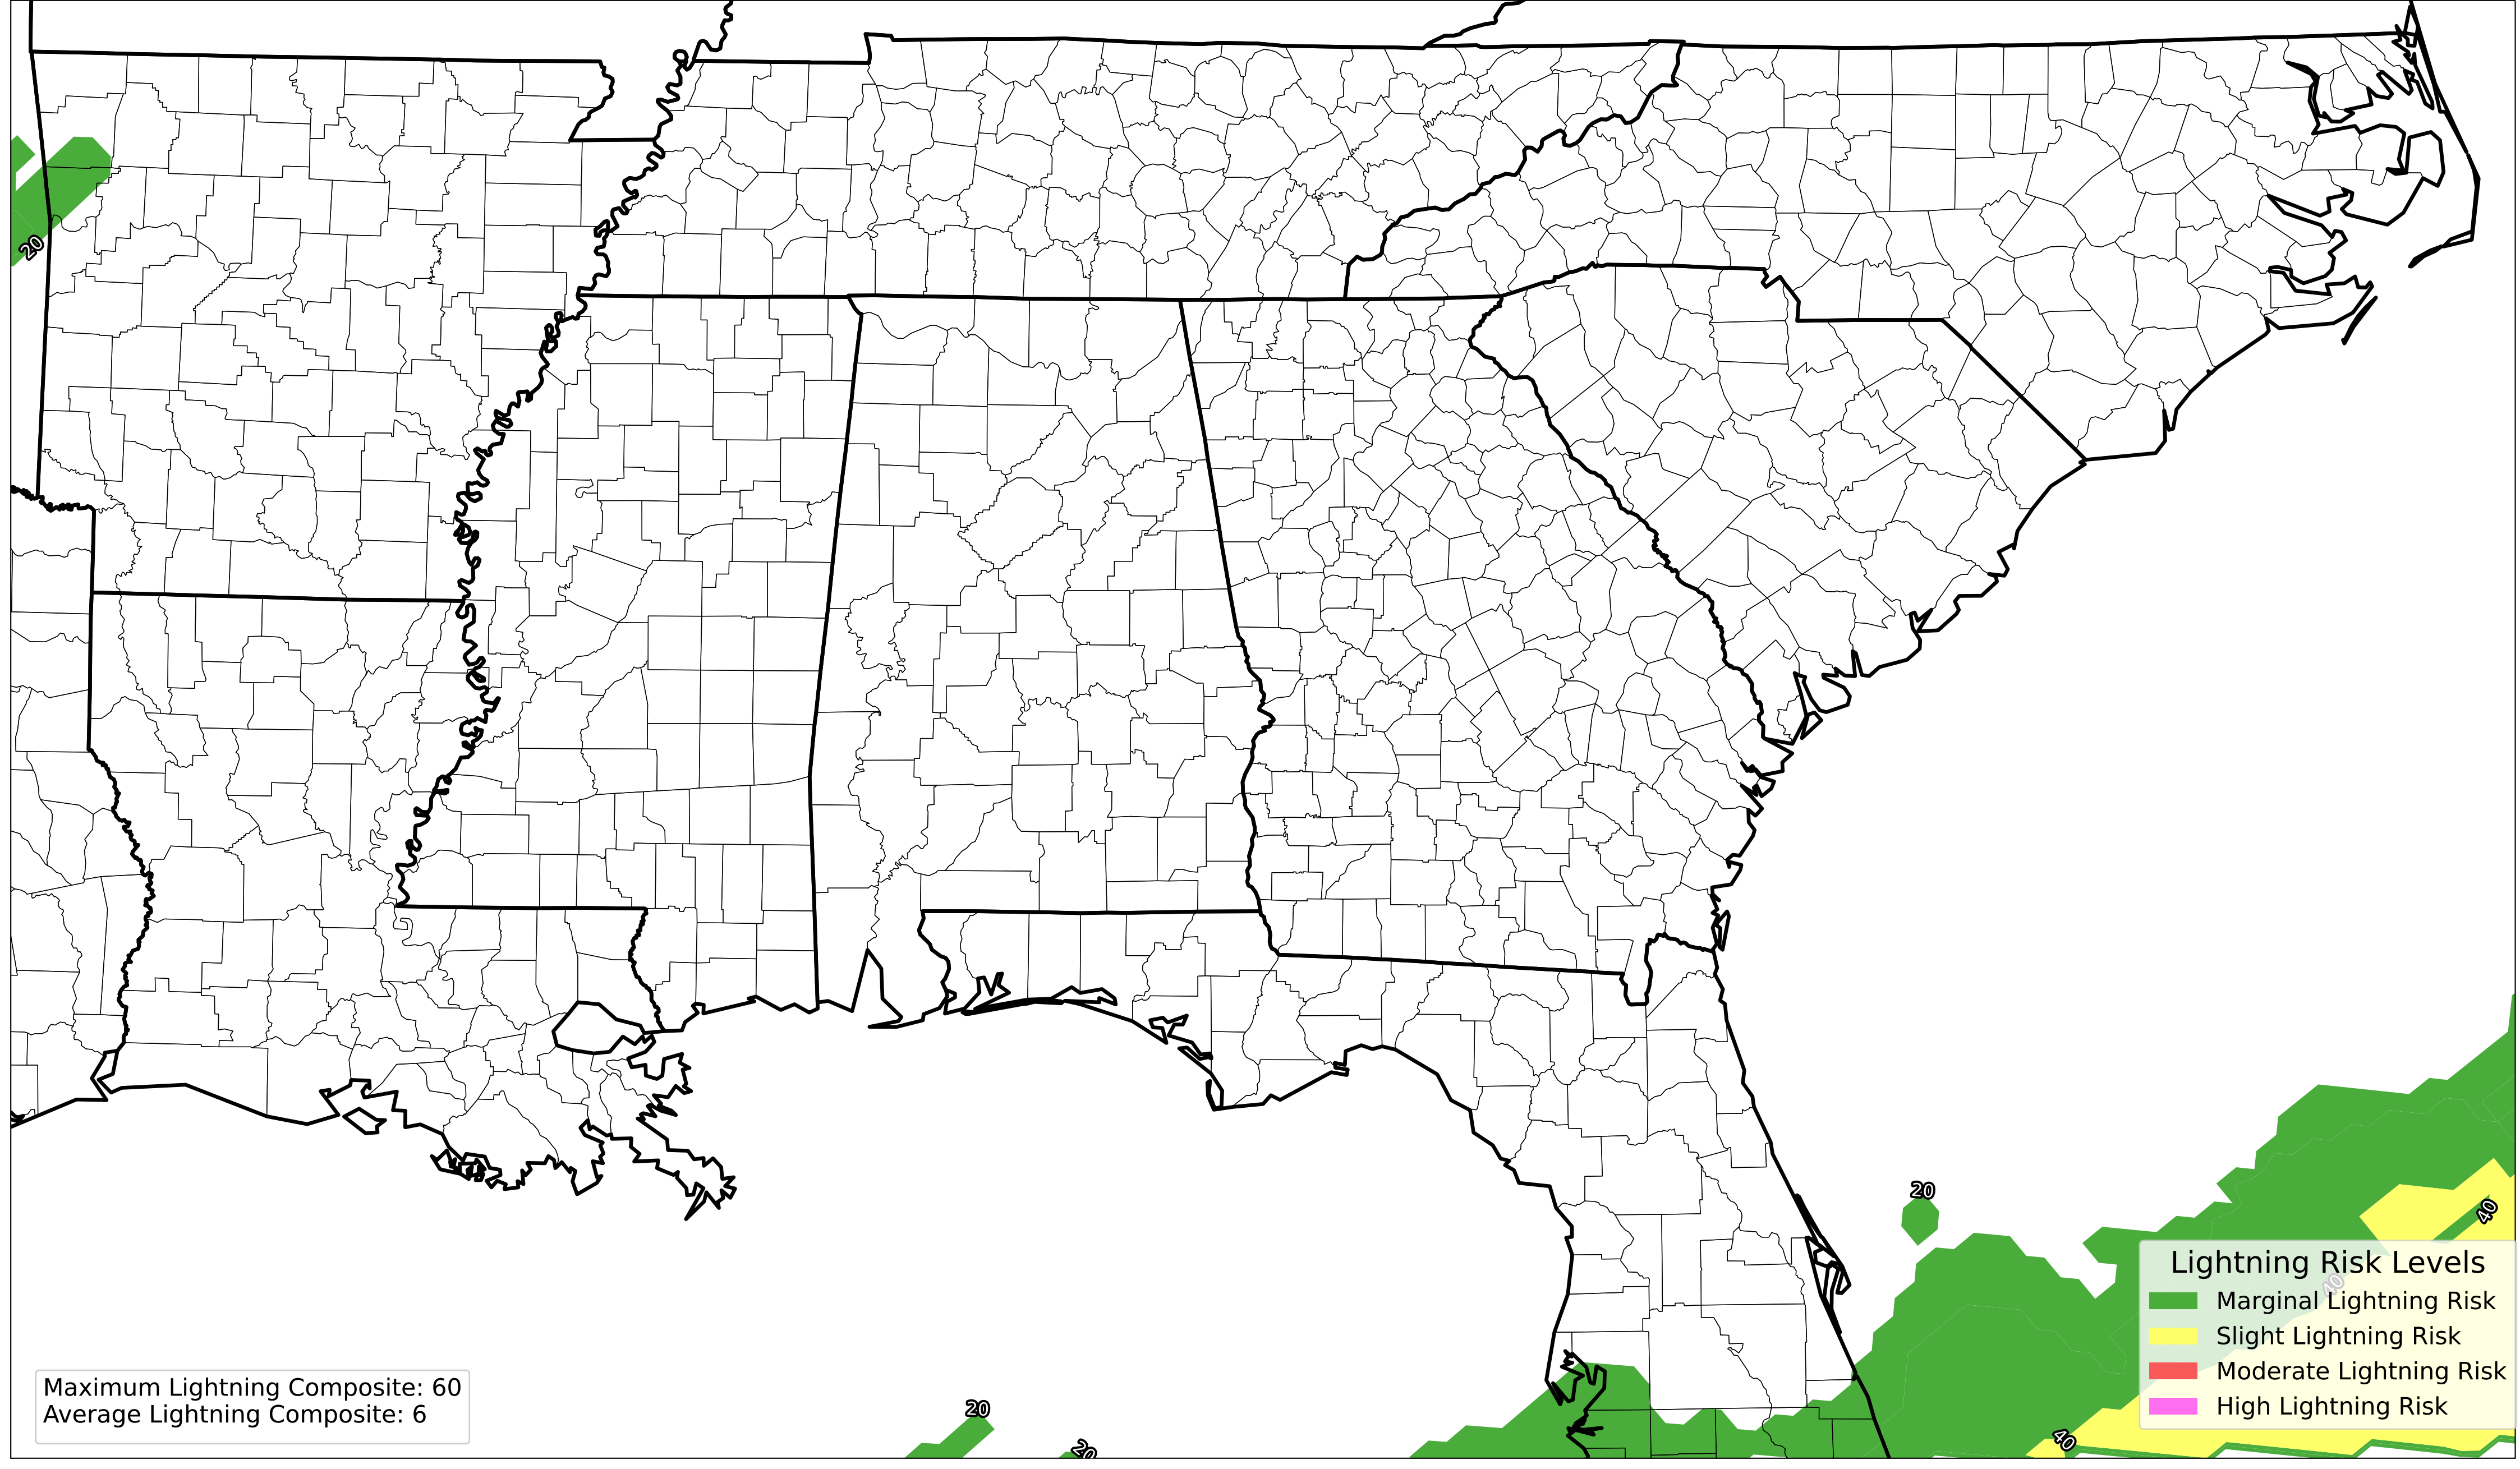 20
20
40
Lightning Risk Levels
40
Marginal Lightning Risk
Slight Lightning Risk
Moderate Lightning Risk
High Lightning Risk
Maximum Lightning Composite: 60
Average Lightning Composite: 6
20
20
40